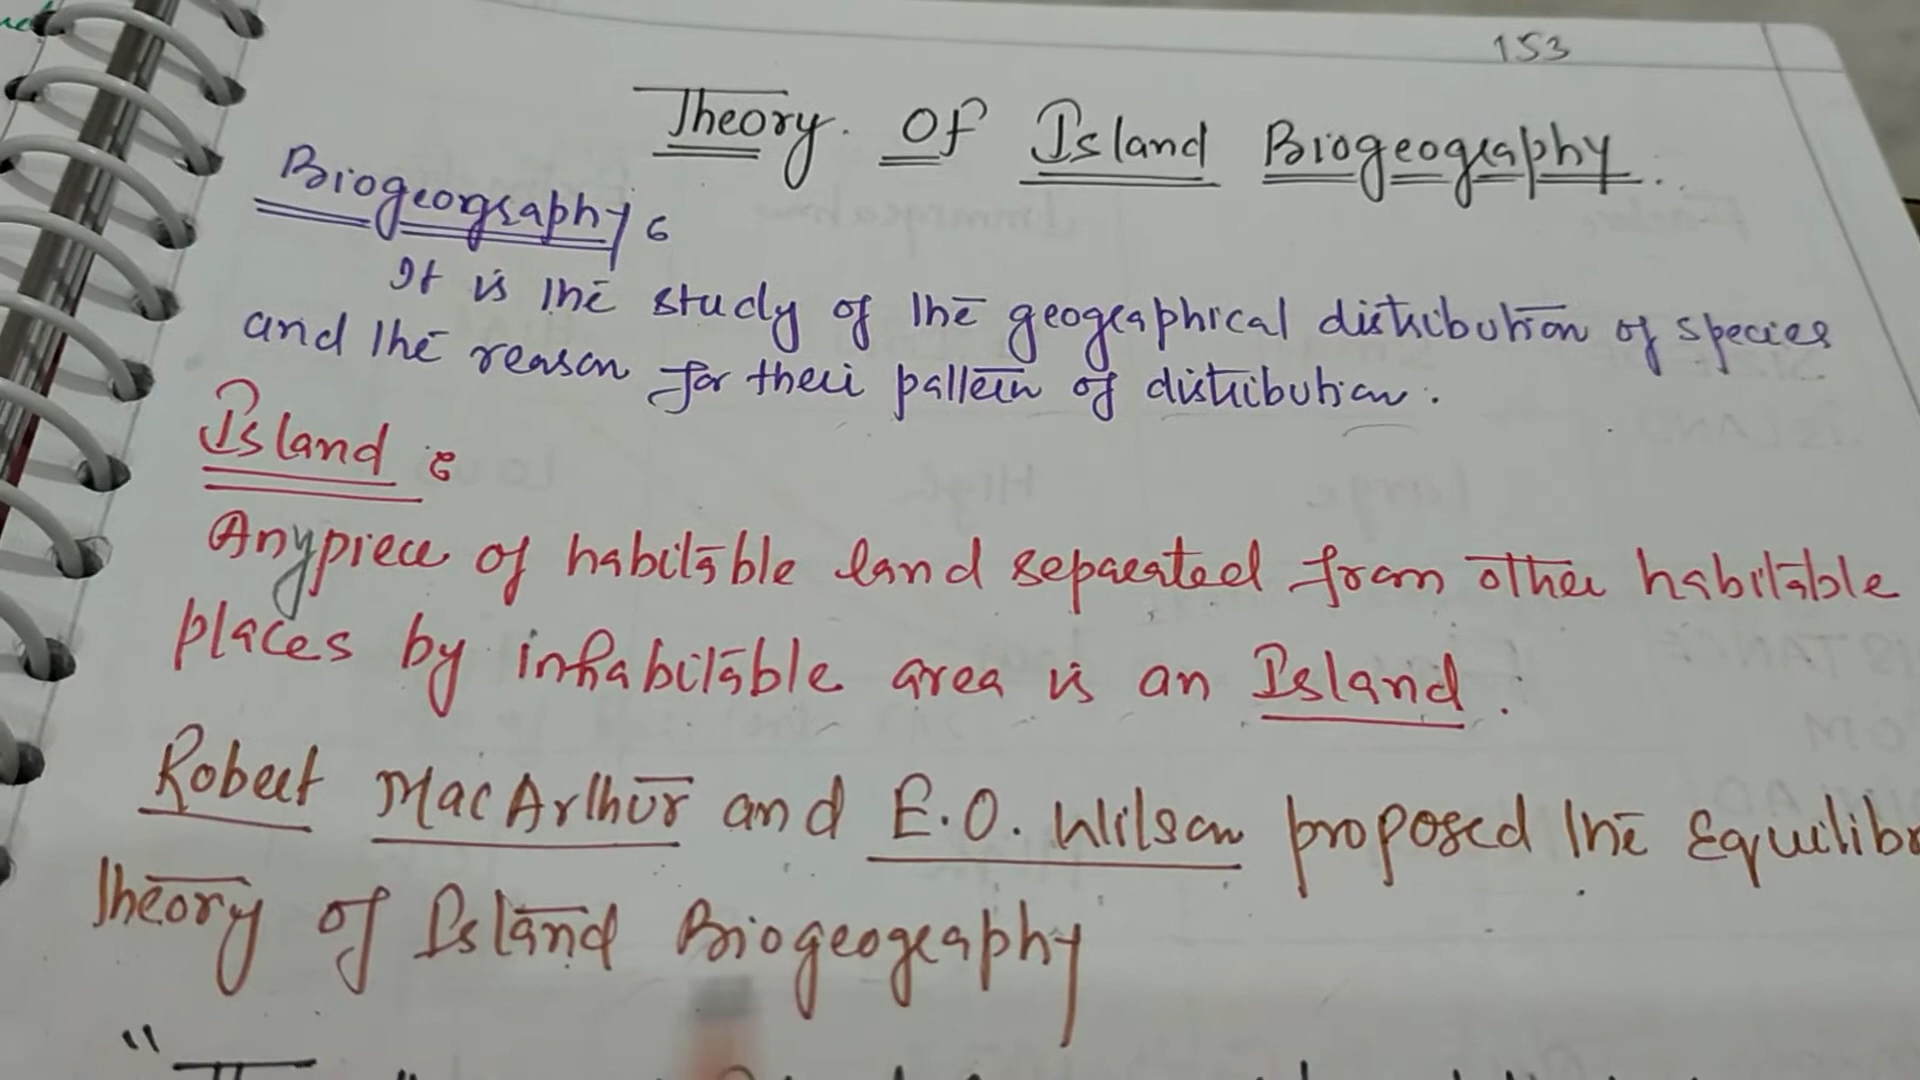 153
Theory Of Island Biogeography.
Biogeorgraphy:
It is the study of the geographical distribution of species
and the reason for their pattern of distribution.
Island:
Any piece of habitable land separated from other habitable
places by inhabitable area is an Island.
Robert MacArthur and E.O. Wilson proposed the Equilib
Theory of Island Biogeography
"